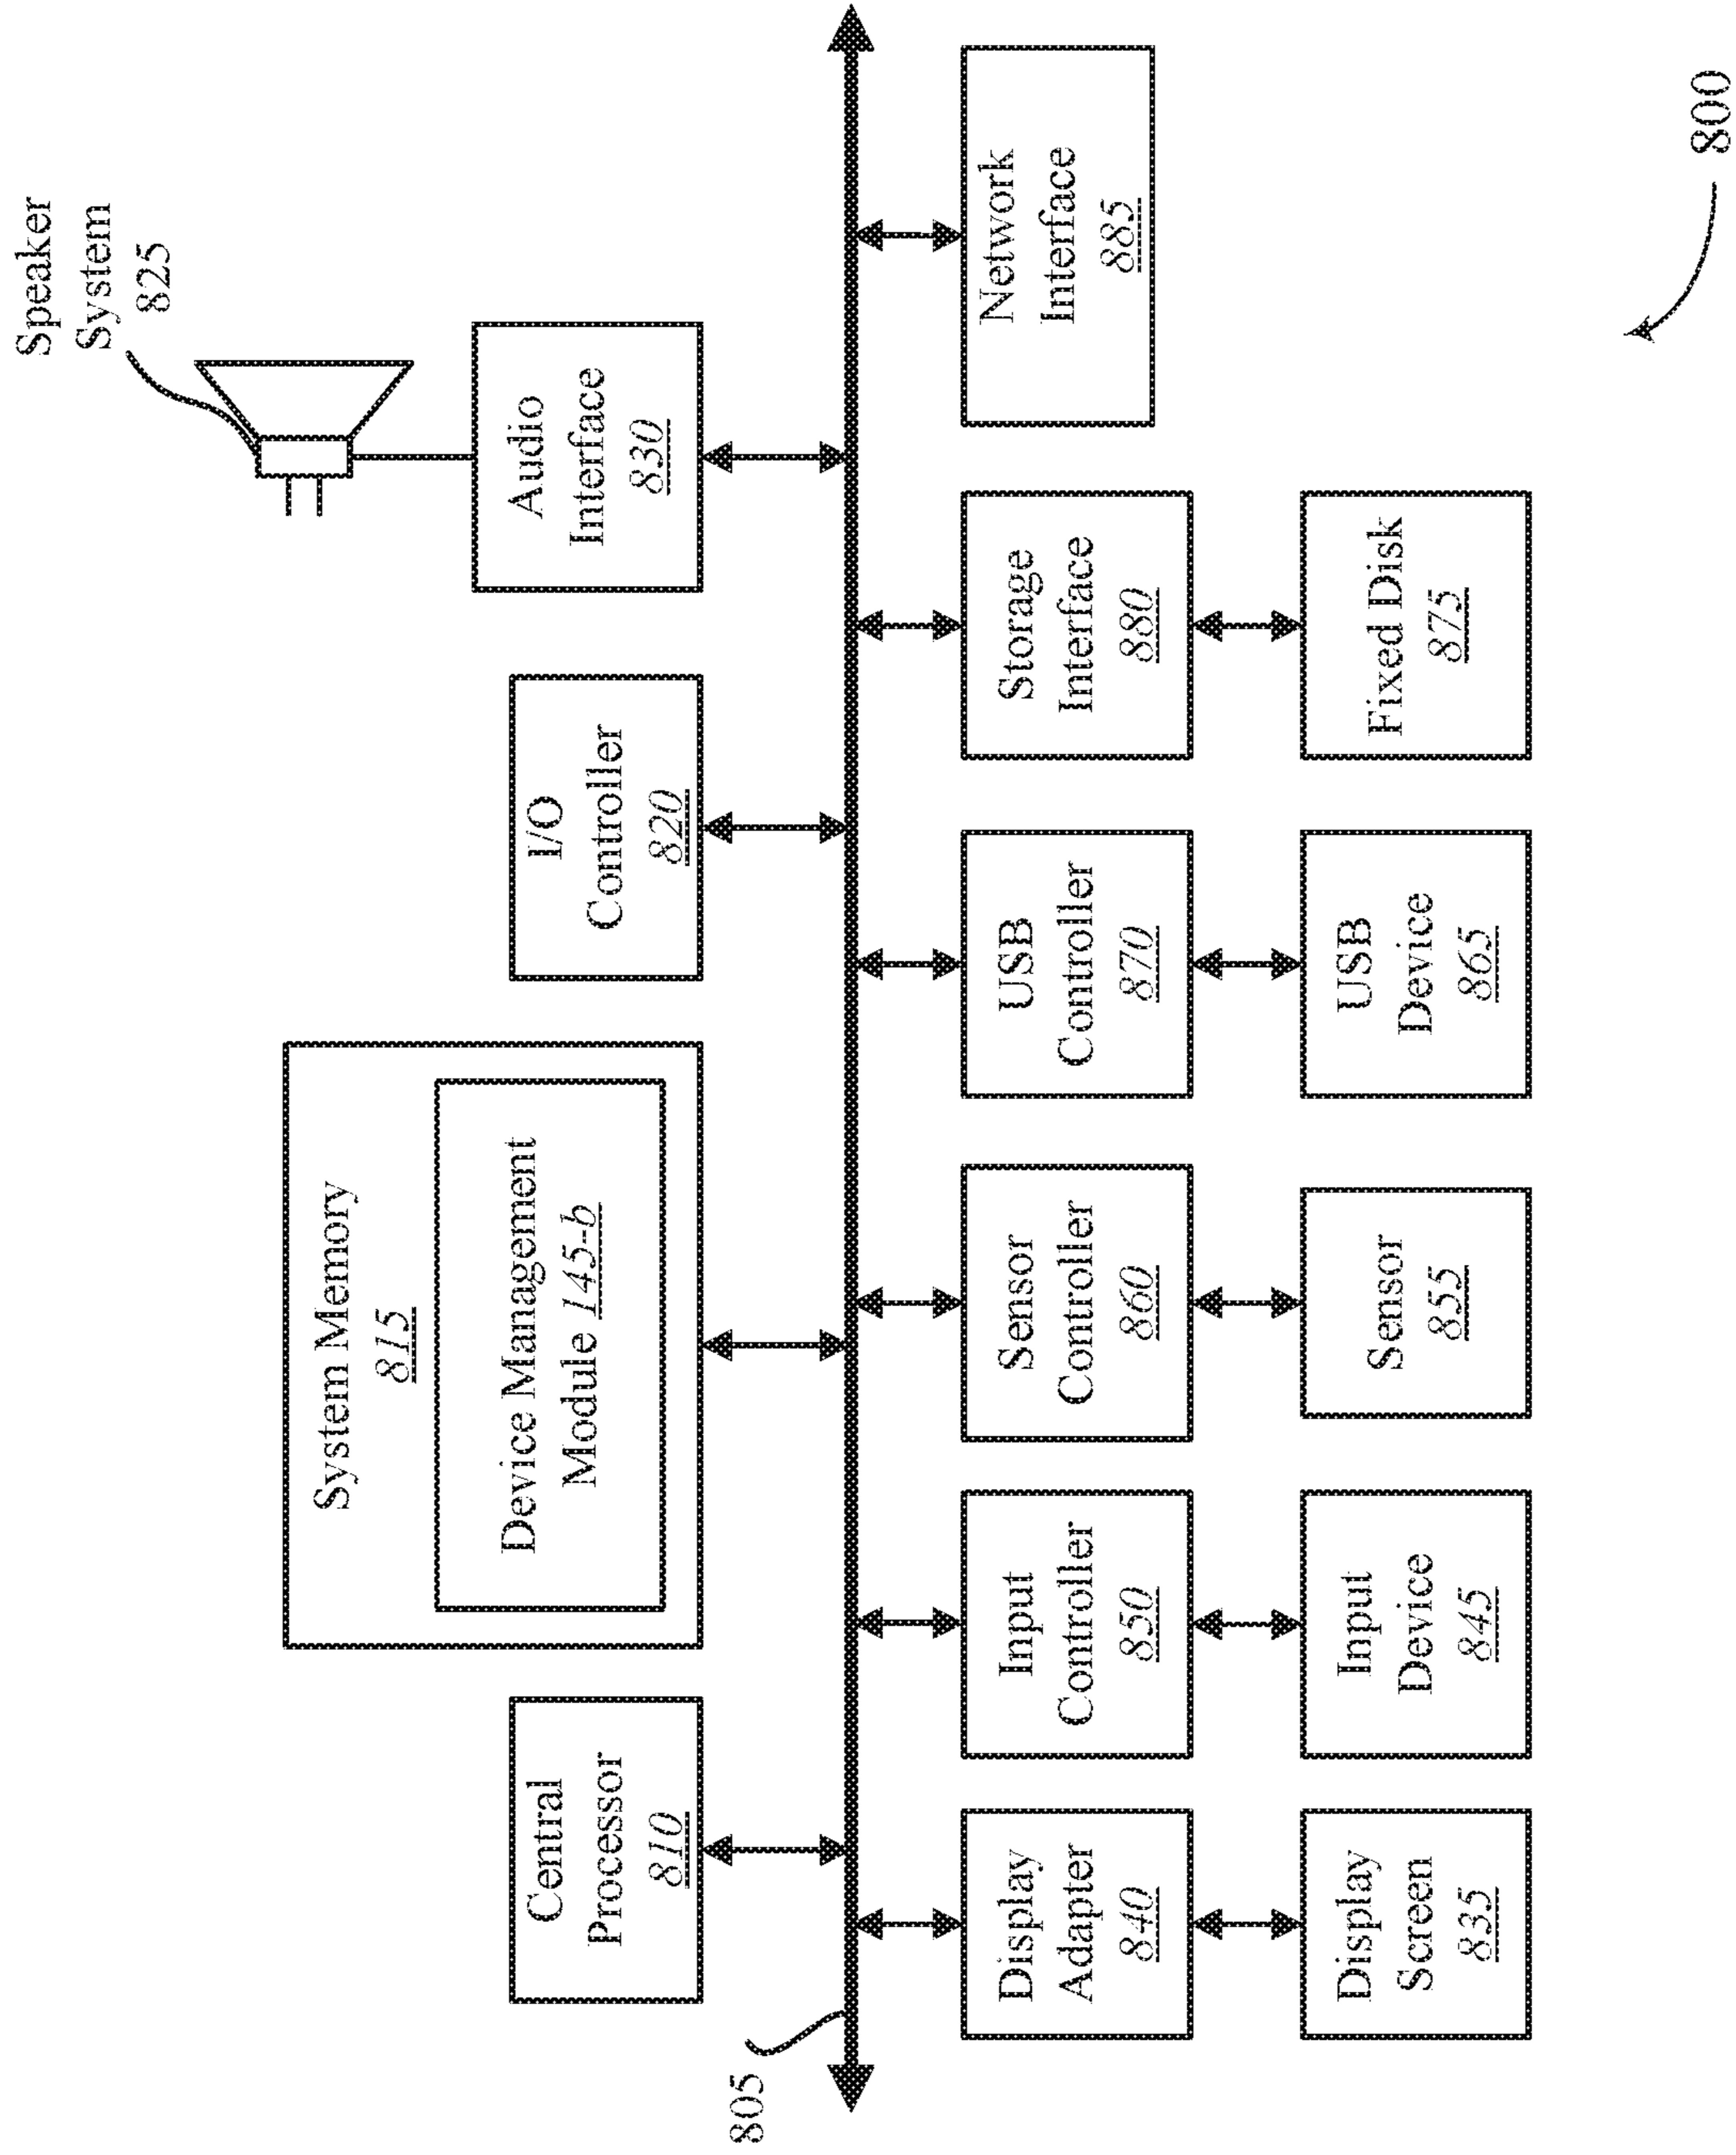 Speaker
System
825
System Memory
815
Device Management
Module 145-b
Central
Processor
810
I/O
Controller
820
Audio
Interface
830
805
Display
Adapter
840
Input
Controller
850
Sensor
Controller
860
USB
Controller
870
Storage
Interface
880
Network
Interface
885
Display
Screen
835
Input
Device
845
Sensor
855
USB
Device
865
Fixed Disk
875
800